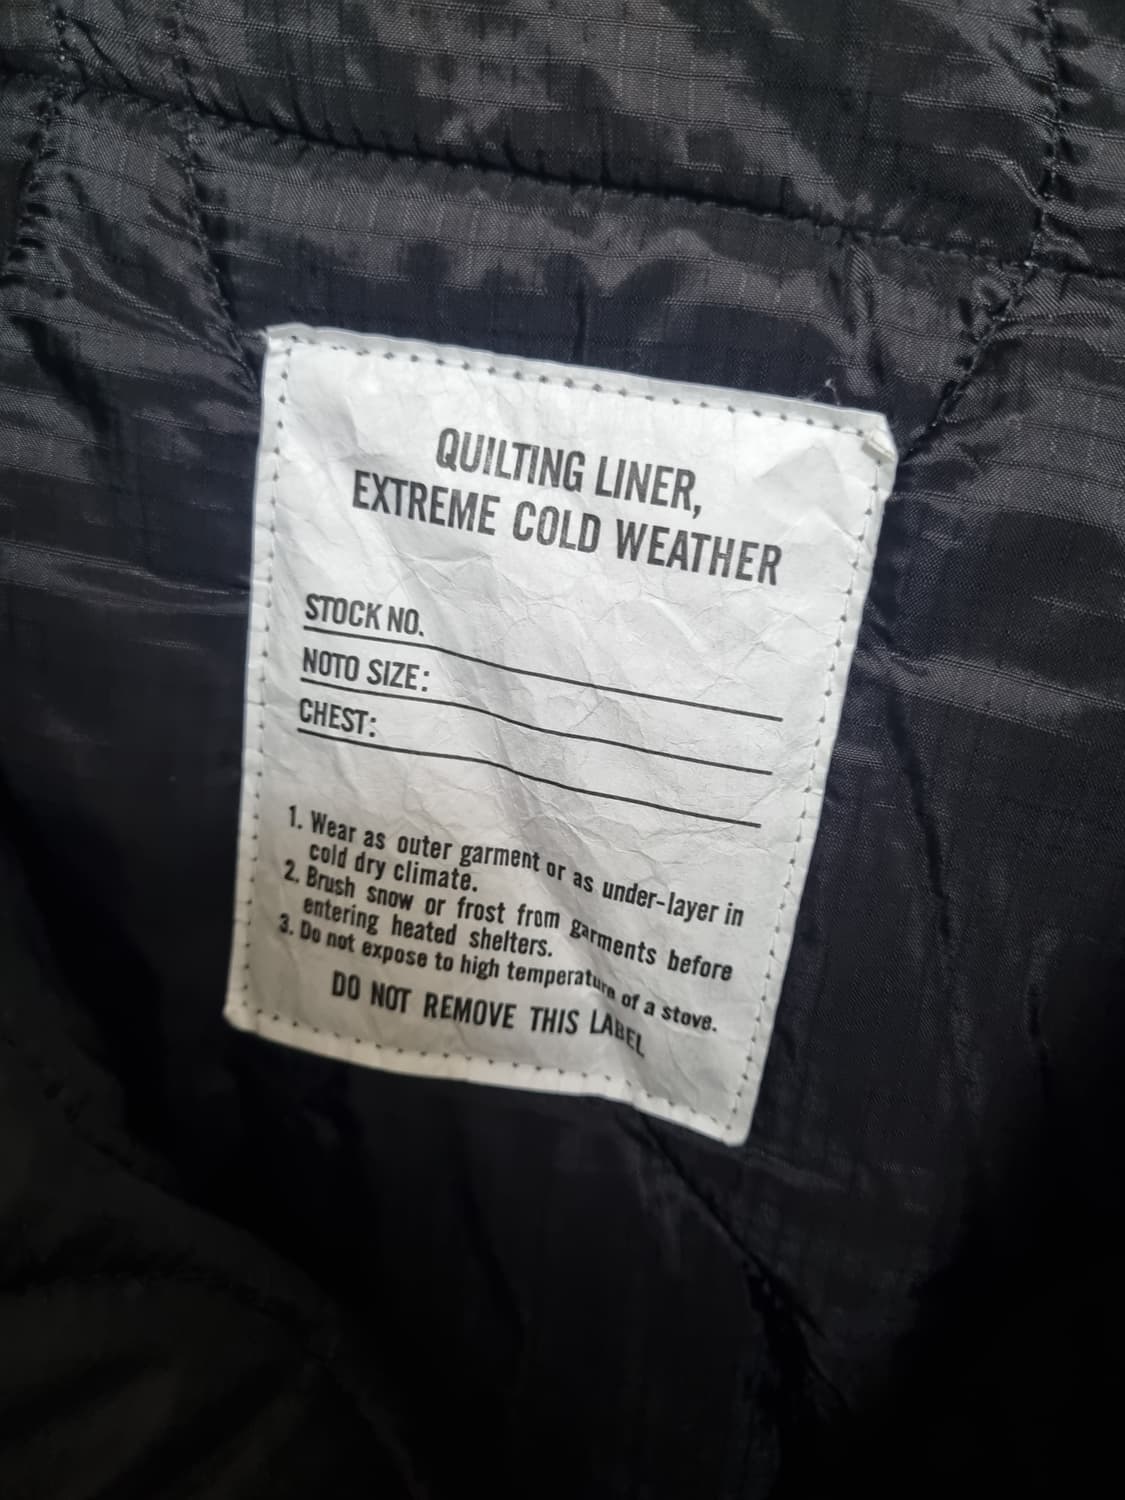 QUILTING LINER,
EXTREME COLD WEATHER
STOCK NO.
NOTO SIZE:
CHEST:
1. Wear as outer garment or as under-layer in
cold dry climate.
2. Brush snow or frost from garments before
entering heated shelters.
3. Do not expose to high temperature of a stove.
DO NOT REMOVE THIS LABEL